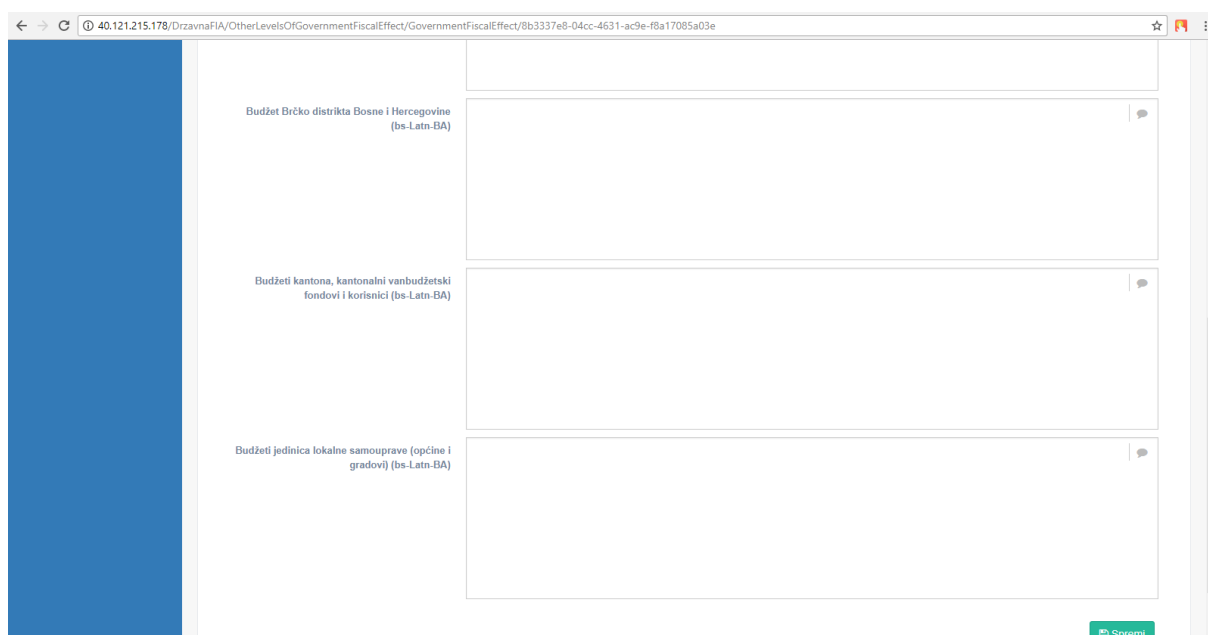 40.121.215.178/DrzavnaFIA/OtherLevelsOfGovernmentFiscalEffect/GovernmentFiscalEffect/8b3337e8-04cc-4631-ac9e-f8a17085a03e
Budžet Brčko distrikta Bosne i Hercegovine
(bs-Latn-BA)
Budžeti kantona, kantonalni vanbudžetski
fondovi i korisnici (bs-Latn-BA)
Budžeti jedinica lokalne samouprave (općine i
gradovi) (bs-Latn-BA)
Spremi